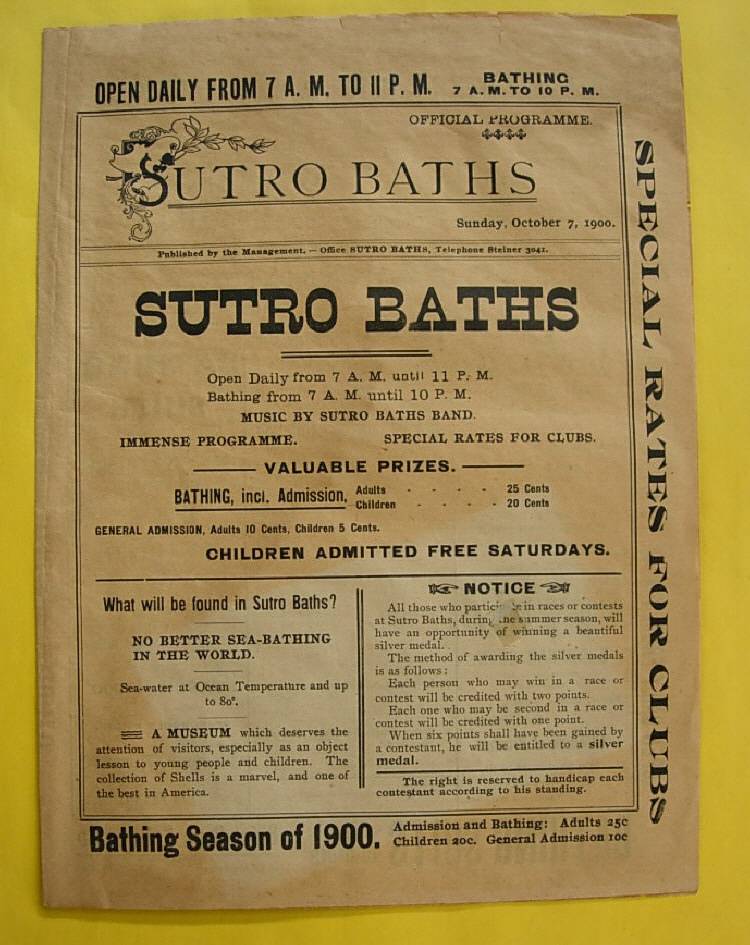 OPEN DAILY FROM 7 A. M. TO 11 P. M.
BATHING
7 A. M. TO 10 P. M.
OFFICIAL PROGRAMME.
SUTRO BATHS
Sunday, October 7, 1900.
Published by the Management. — Office SUTRO BATHS, Telephone Steiner 3041.
SUTRO BATHS
Open Daily from 7 A. M. until 11 P. M.
Bathing from 7 A. M. until 10 P. M.
MUSIC BY SUTRO BATHS BAND.
IMMENSE PROGRAMME. SPECIAL RATES FOR CLUBS.
VALUABLE PRIZES.
BATHING, incl. Admission, Adults - - - - 25 Cents
Children - - - - 20 Cents
GENERAL ADMISSION, Adults 10 Cents, Children 5 Cents.
CHILDREN ADMITTED FREE SATURDAYS.
What will be found in Sutro Baths?
NO BETTER SEA-BATHING
IN THE WORLD.
Sea-water at Ocean Temperature and up
to 80°.
A MUSEUM which deserves the
attention of visitors, especially as an object
lesson to young people and children. The
collection of Shells is a marvel, and one of
the best in America.
NOTICE
All those who in races or contests
at Sutro Baths, during summer season, will
have an opportunity of winning a beautiful
silver medal.
The method of awarding the silver medals
is as follows:
Each person who may win in a race or
contest will be credited with two points.
Each one who may be second in a race or
contest will be credited with one point.
When six points shall have been gained by
a contestant, he will be entitled to a silver
medal.
The right is reserved to handicap each
contestant according to his standing.
SPECIAL RATES FOR CLUBS
Bathing Season of 1900.
Admission and Bathing: Adults 25c
Children 20c. General Admission 10c